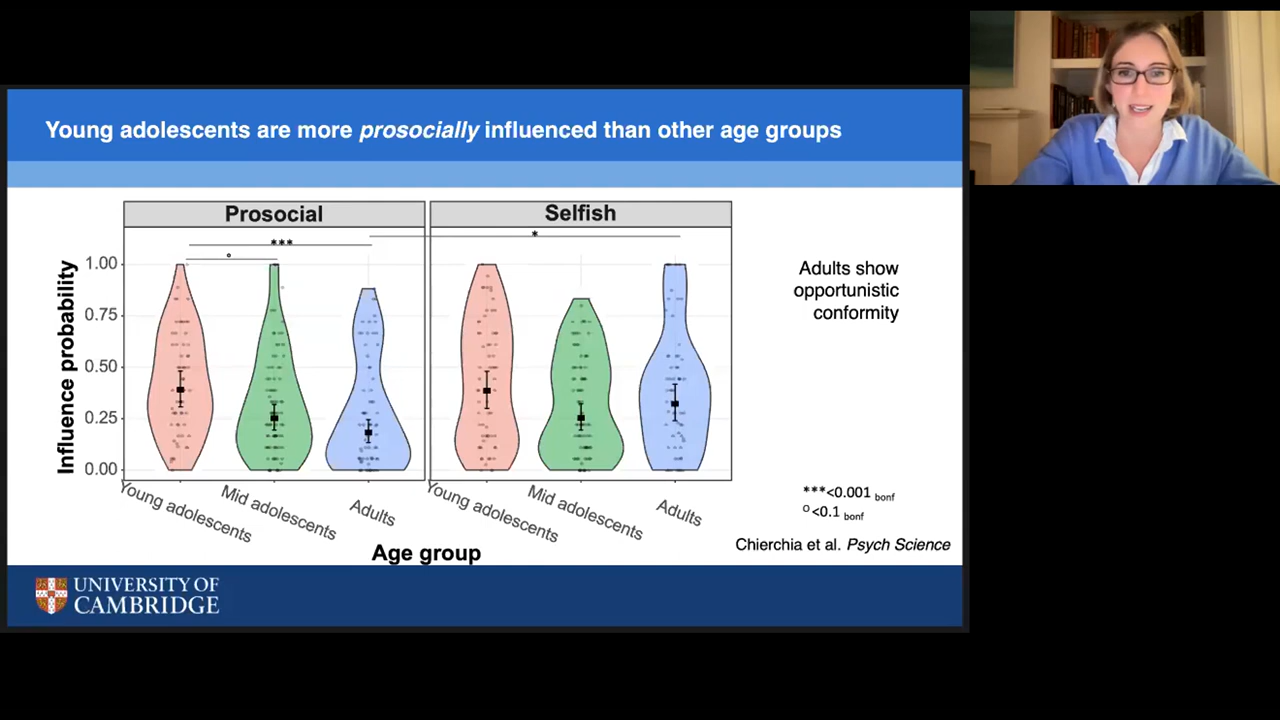 Young adolescents are more prosocially influenced than other age groups
Prosocial
Selfish
***
°
*
Influence probability
1.00
0.75
0.50
0.25
0.00
Young adolescents
Mid adolescents
Adults
Young adolescents
Mid adolescents
Adults
Age group
Adults show
opportunistic
conformity
***<0.001 bonf
o<0.1 bonf
Chierchia et al. Psych Science
UNIVERSITY OF
CAMBRIDGE